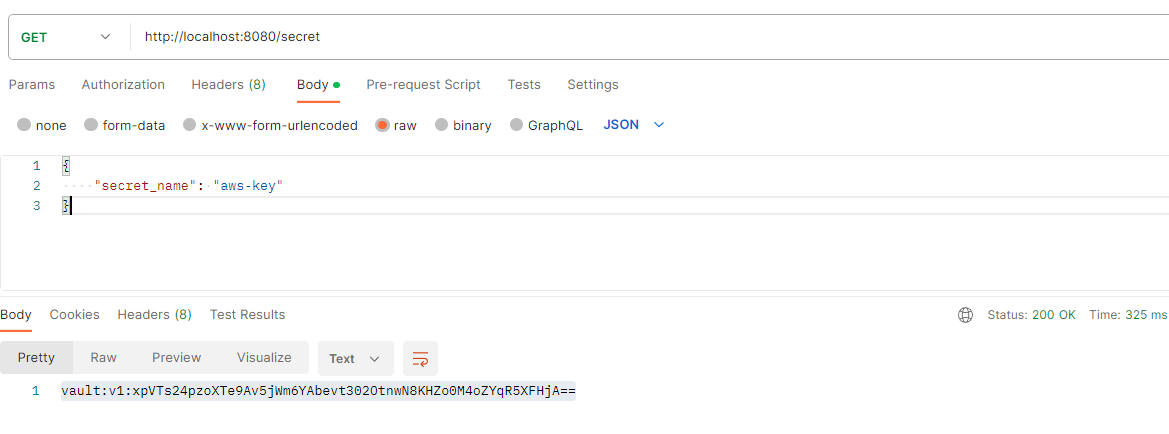 GET http://localhost:8080/secret
Params Authorization Headers (8) Body Pre-request Script Tests Settings
none form-data x-www-form-urlencoded raw binary GraphQL JSON
1 {
2 "secret_name": "aws-key"
3 }
Body Cookies Headers (8) Test Results Status: 200 OK Time: 325 ms
Pretty Raw Preview Visualize Text
1 vault:v1:xpVTs24pzoXTe9Av5jWm6YAbevt302OtnwN8KHZo0M4oZYqR5XFHjA==